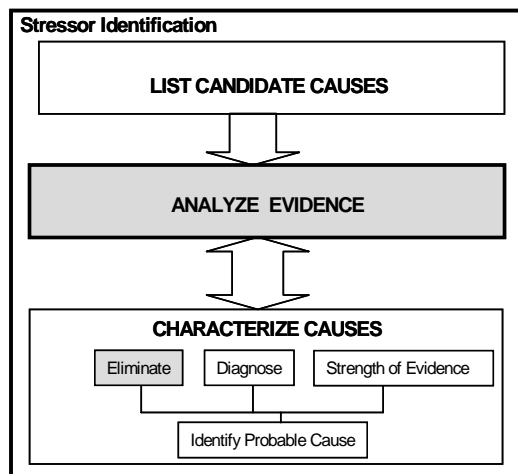 Stressor Identification
LIST CANDIDATE CAUSES
ANALYZE EVIDENCE
CHARACTERIZE CAUSES
Eliminate
Diagnose
Strength of Evidence
Identify Probable Cause